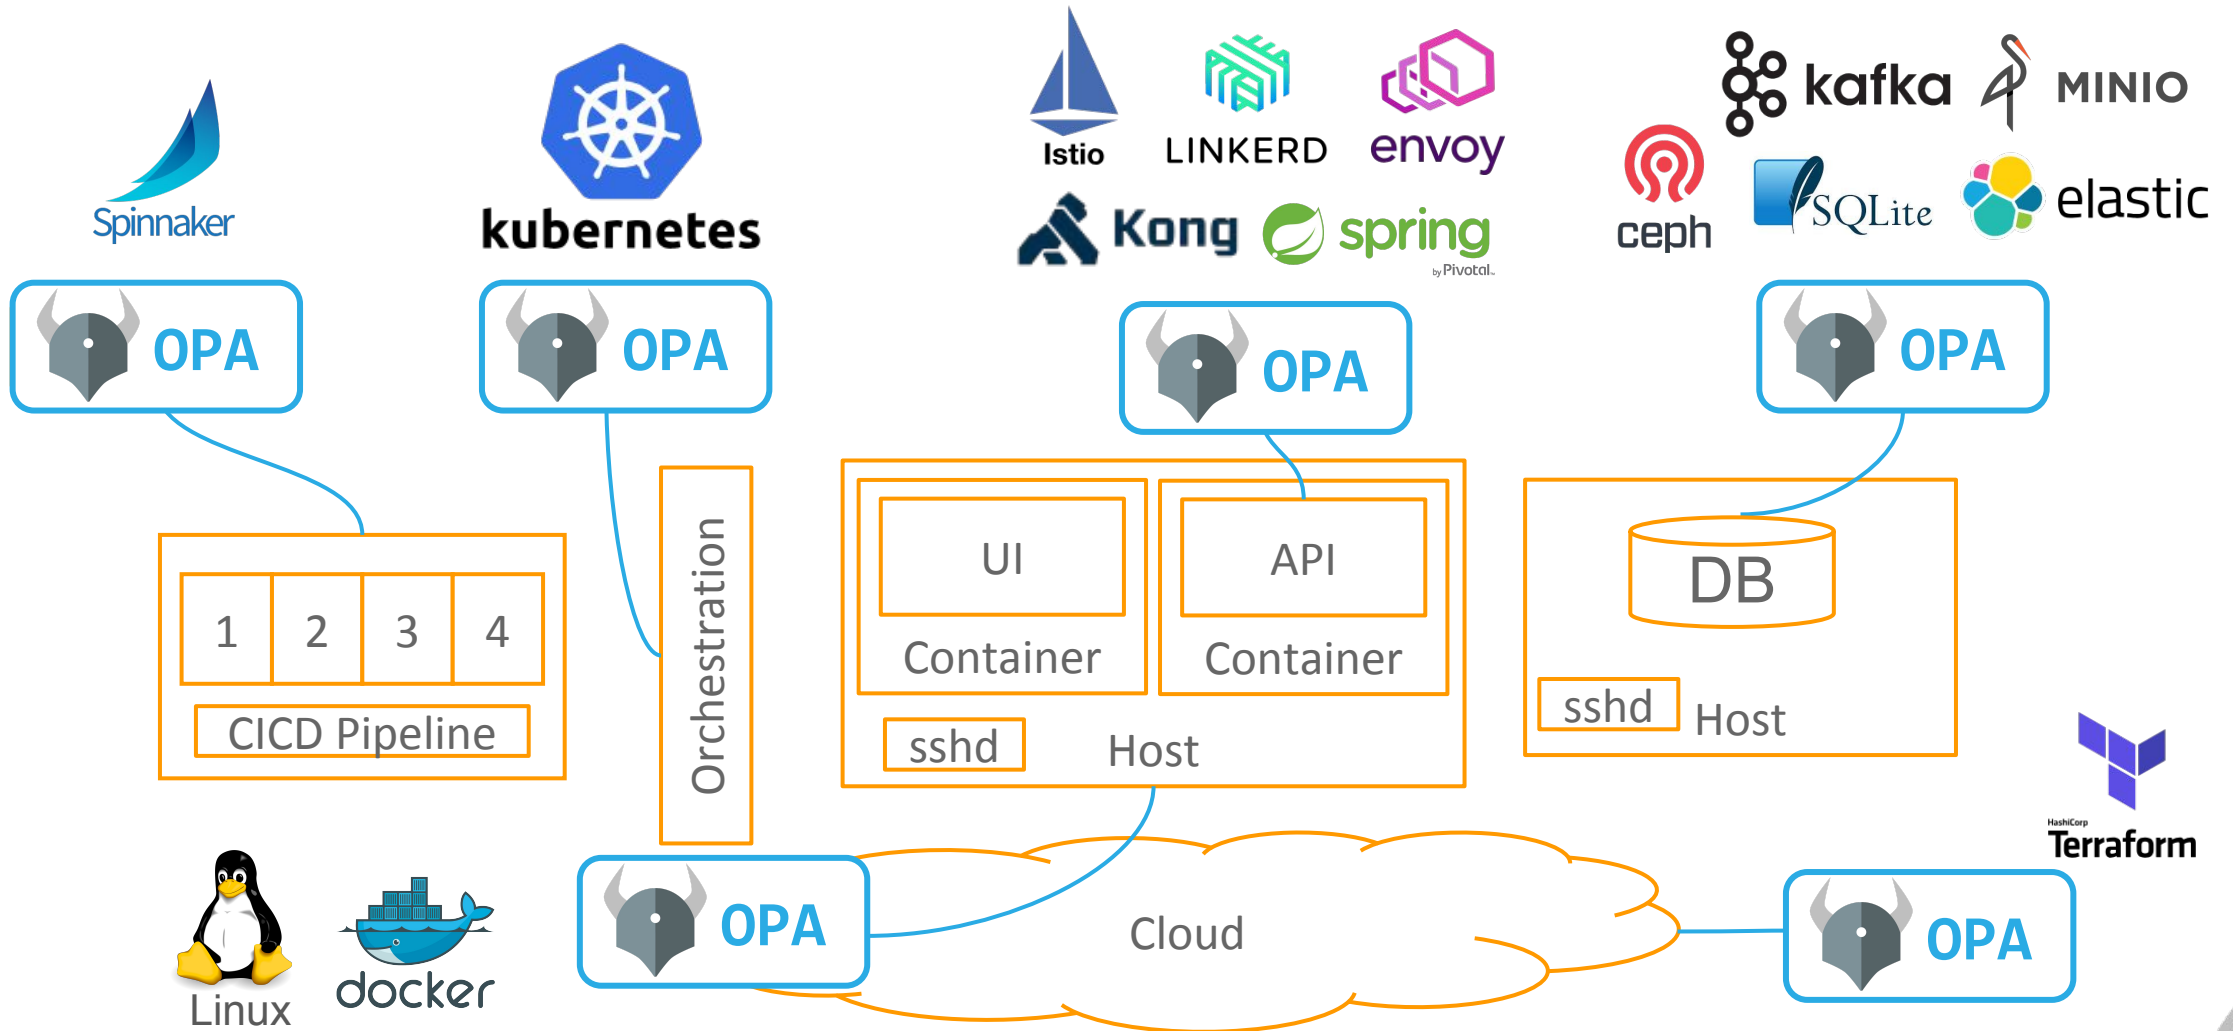 Spinnaker
kubernetes
Istio
LINKERD
envoy
Kong
spring
by Pivotal
kafka
MINIO
ceph
SQLite
elastic
OPA
OPA
OPA
OPA
1 2 3 4
CICD Pipeline
Orchestration
UI
Container
API
Container
sshd
Host
DB
sshd
Host
HashiCorp
Terraform
Linux
docker
OPA
Cloud
OPA